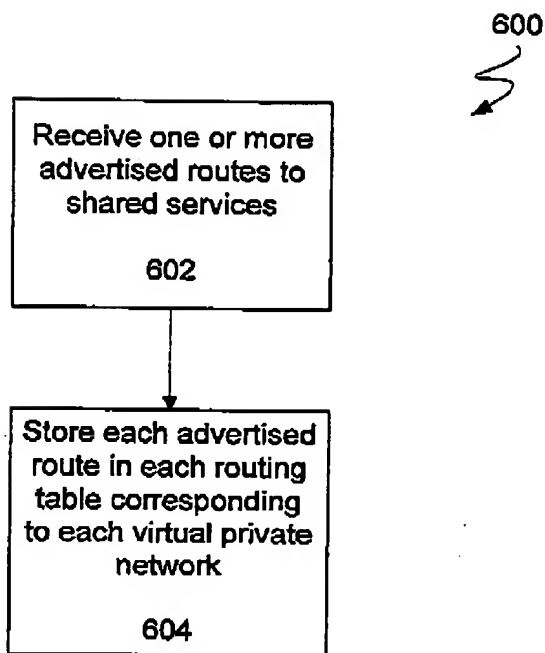 600
Receive one or more
advertised routes to
shared services
602
Store each advertised
route in each routing
table corresponding
to each virtual private
network
604